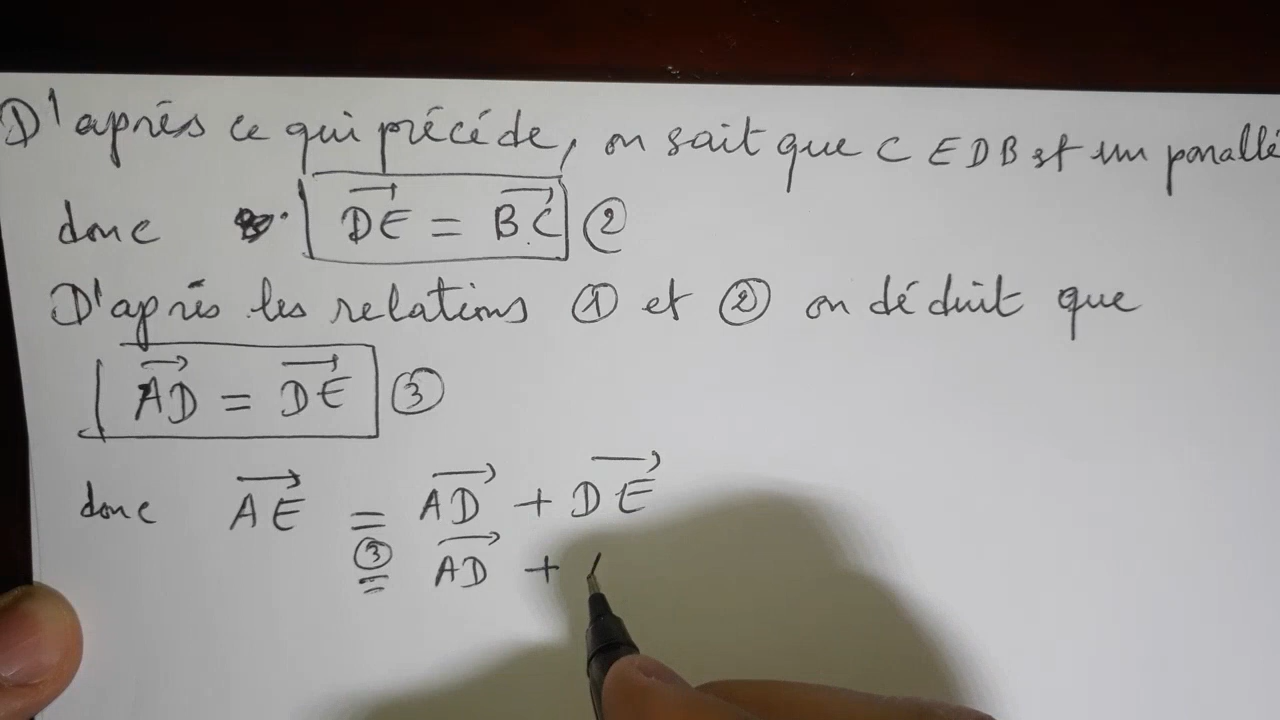 D'après ce qui précède, on sait que CEDB est un parallé
donc DE⃗ = BC⃗ ②
D'après les relations ① et ② on déduit que
AD⃗ = DE⃗ ③
donc AE⃗ = AD⃗ + DE⃗
③ = AD⃗ +